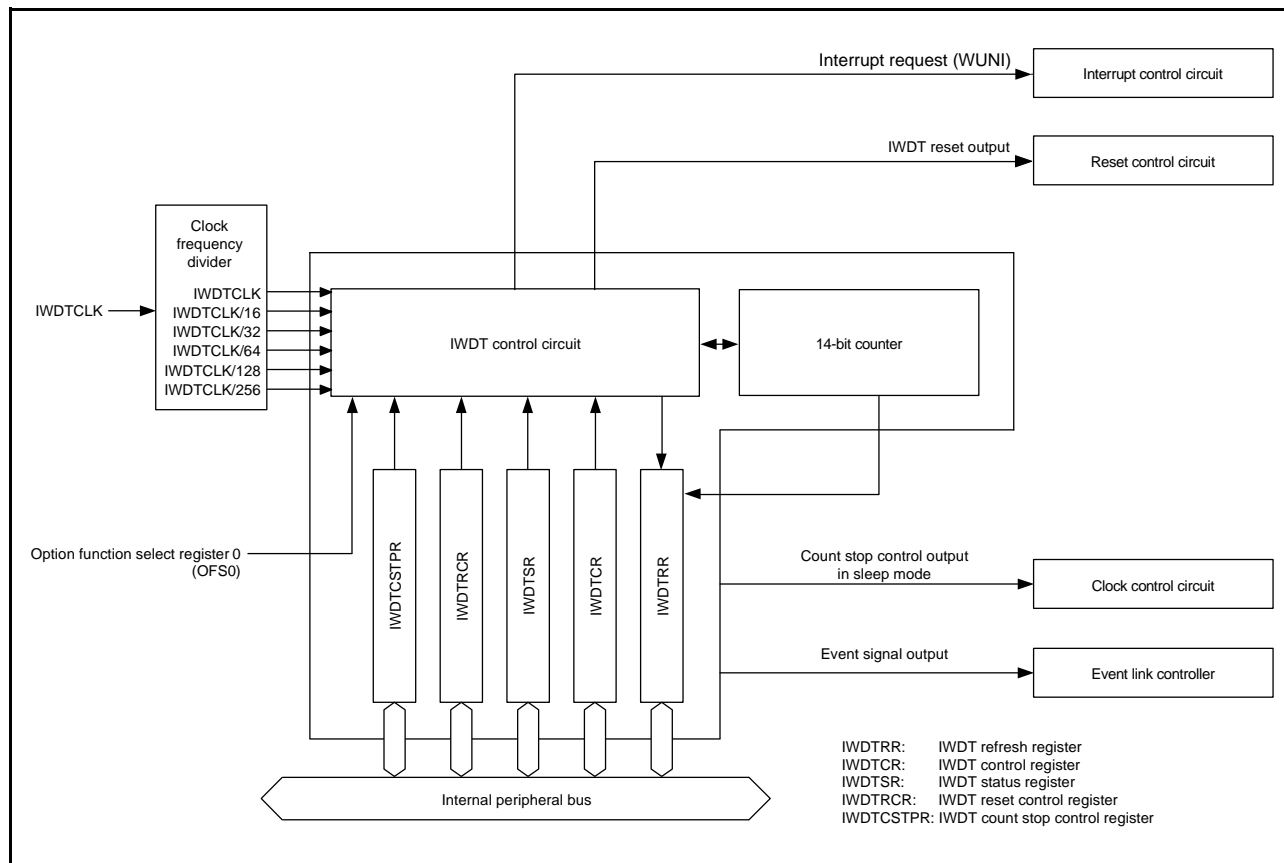 Interrupt request (WUNI)
Interrupt control circuit
IWDT reset output
Reset control circuit
Clock
frequency
divider
IWDTCLK
IWDTCLK
IWDTCLK/16
IWDTCLK/32
IWDTCLK/64
IWDTCLK/128
IWDTCLK/256
IWDT control circuit
14-bit counter
Option function select register 0
(OFS0)
IWDTCSTPR
IWDTRCR
IWDTSR
IWDTCR
IWDTRR
Count stop control output
in sleep mode
Clock control circuit
Event signal output
Event link controller
Internal peripheral bus
IWDTRR: IWDT refresh register
IWDTCR: IWDT control register
IWDTSR: IWDT status register
IWDTRCR: IWDT reset control register
IWDTCSTPR: IWDT count stop control register